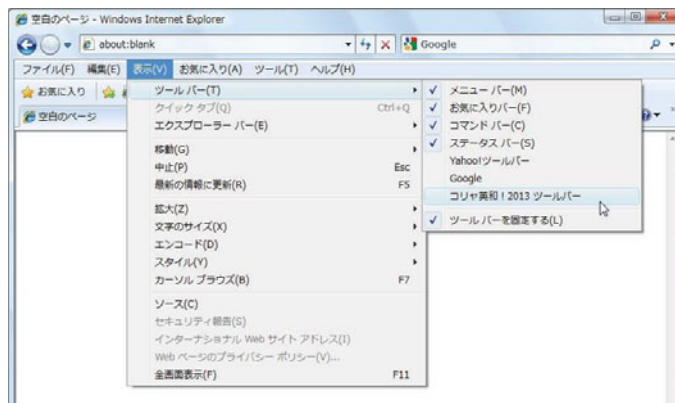 空白のページ - Windows Internet Explorer
about:blank
Google
ファイル(F) 編集(E) 表示(V) お気に入り(A) ツール(T) ヘルプ(H)
お気に入り
空白のページ
ツール バー(T)
クイック タブ(Q) Ctrl+Q
エクスプローラー バー(E)
移動(G)
中止(P) Esc
最新の情報に更新(R) F5
拡大(Z)
文字のサイズ(X)
エンコード(D)
スタイル(Y)
カーソル ブラウズ(B) F7
ソース(C)
セキュリティ報告(S)
インターナショナル Web サイト アドレス(I)
Web ページのプライバシー ポリシー(V)...
全画面表示(F) F11
メニュー バー(M)
お気に入りバー(F)
コマンド バー(C)
ステータス バー(S)
Yahoo!ツールバー
Google
コリャ英和!2013 ツールバー
ツール バーを固定する(L)